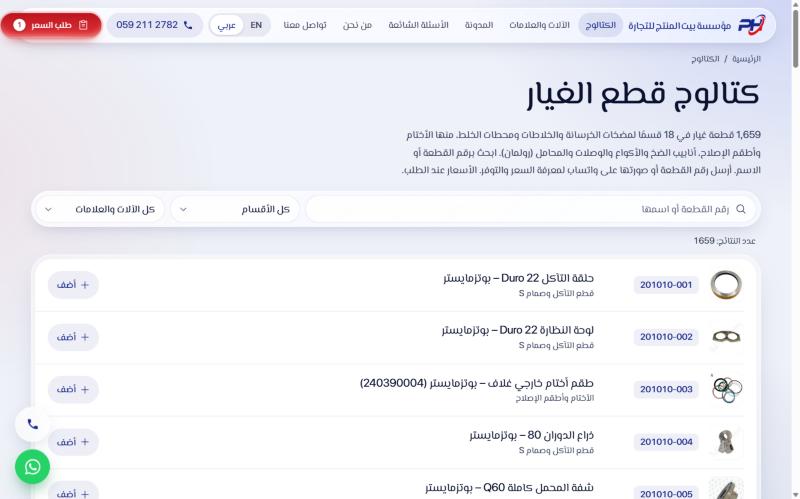 مؤسسة بيت المنتج للتجارة
الكتالوج
الآلات والعلامات
المدونة
الأسئلة الشائعة
من نحن
تواصل معنا
EN
عربي
059 211 2782
طلب السعر 1
الرئيسية / الكتالوج
كتالوج قطع الغيار
1,659 قطعة غيار في 18 قسمًا لمضخات الخرسانة والخلاطات ومحطات الخلط، منها الأختام
وأطقم الإصلاح، أنابيب الضخ والأكواع والوصلات والمحامل (رولمان). ابحث برقم القطعة أو
الاسم. أرسل رقم القطعة أو صورتها على واتساب لمعرفة السعر والتوفر. الأسعار عند الطلب.
رقم القطعة أو اسمها
كل الأقسام
كل الآلات والعلامات
عدد النتائج: 1659
201010-001
حلقة التآكل Duro 22 – بوتزمايستر
قطع التآكل وصمام S
أضف
201010-002
لوحة النظارة Duro 22 – بوتزمايستر
قطع التآكل وصمام S
أضف
201010-003
طقم أختام خارجي غلاف – بوتزمايستر (240390004)
الأختام وأطقم الإصلاح
أضف
201010-004
ذراع الدوران 80 – بوتزمايستر
قطع التآكل وصمام S
أضف
201010-005
شفة المحمل كاملة Q60 – بوتزمايستر
أضف